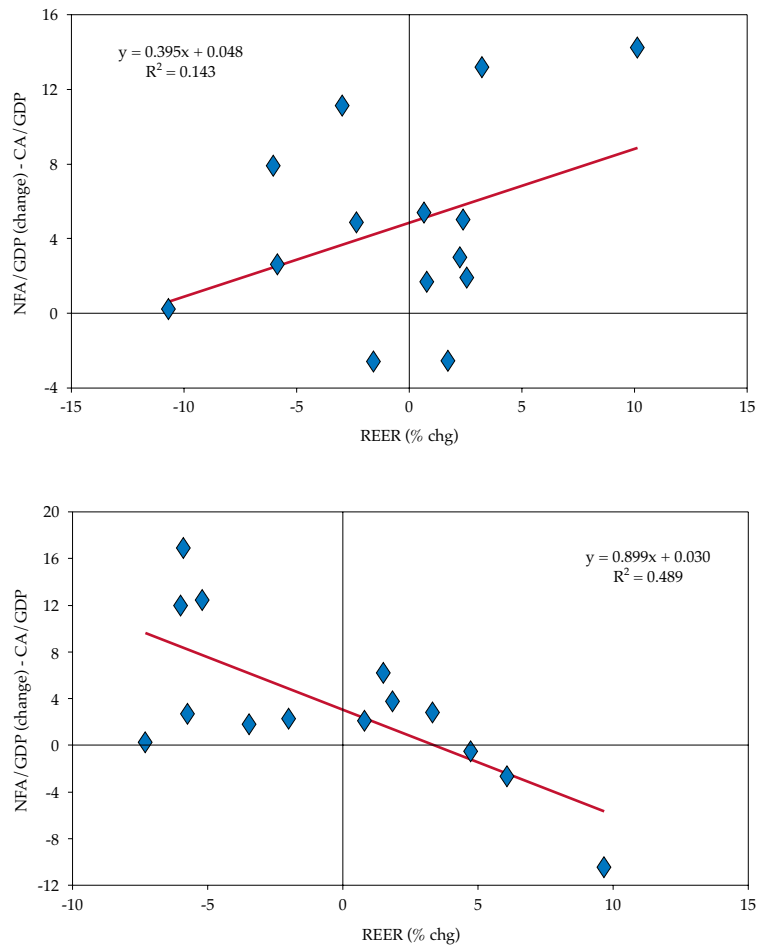 16
12
8
4
0
-4
NFA/GDP (change) - CA/GDP
y = 0.395x + 0.048
R² = 0.143
-15 -10 -5 0 5 10 15
REER (% chg)
20
16
12
8
4
0
-4
-8
-12
NFA/GDP (change) - CA/GDP
y = 0.899x + 0.030
R² = 0.489
-10 -5 0 5 10 15
REER (% chg)